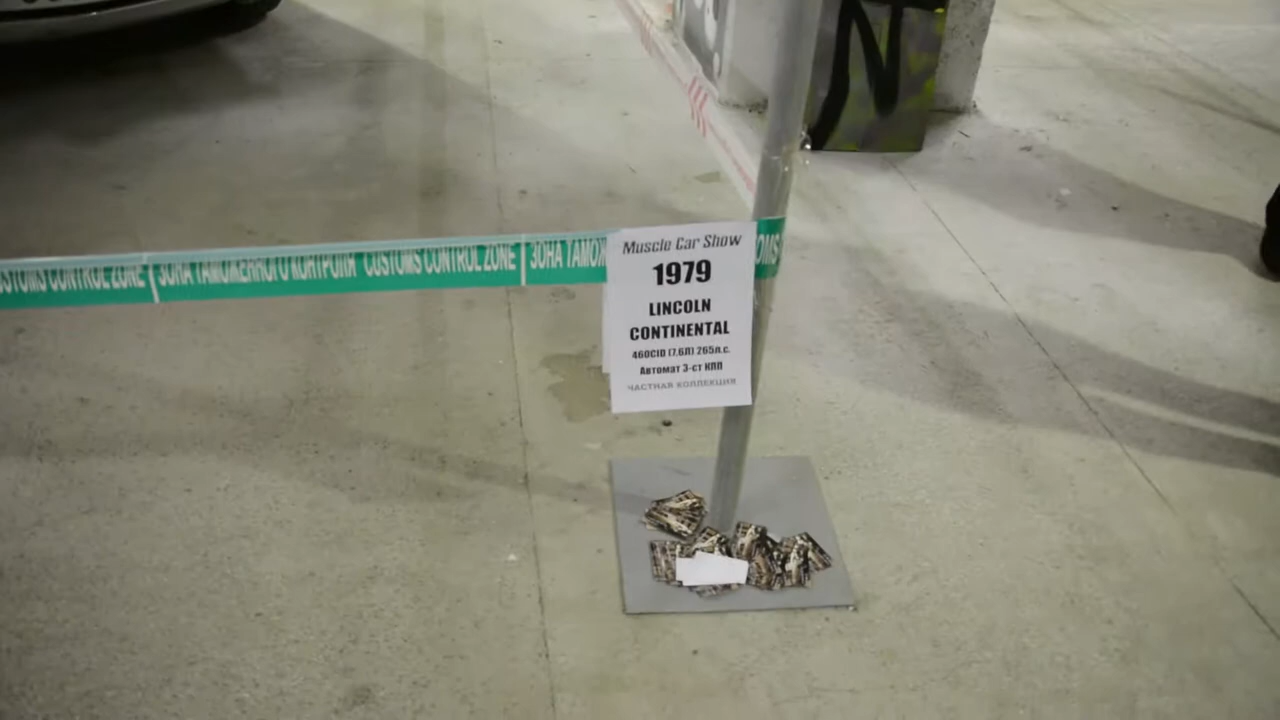 CUSTOMS CONTROL ZONE ЗОНА ТАМОЖЕННОГО КОНТРОЛЯ CUSTOMS CONTROL ZONE ЗОНА
Muscle Car Show
1979
LINCOLN
CONTINENTAL
460CID (7,6Л) 265л.с.
Автомат 3-ст КПП
ЧАСТНАЯ КОЛЛЕКЦИЯ